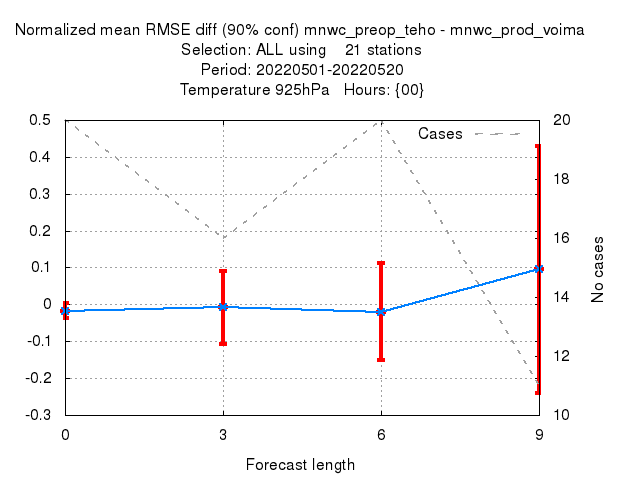 Normalized mean RMSE diff (90% conf) mnwc_preop_teho - mnwc_prod_voima
Selection: ALL using 21 stations
Period: 20220501-20220520
Temperature 925hPa Hours: {00}
Cases
0.5
0.4
0.3
0.2
0.1
0
-0.1
-0.2
-0.3
20
18
16
14
12
10
No cases
0 3 6 9
Forecast length